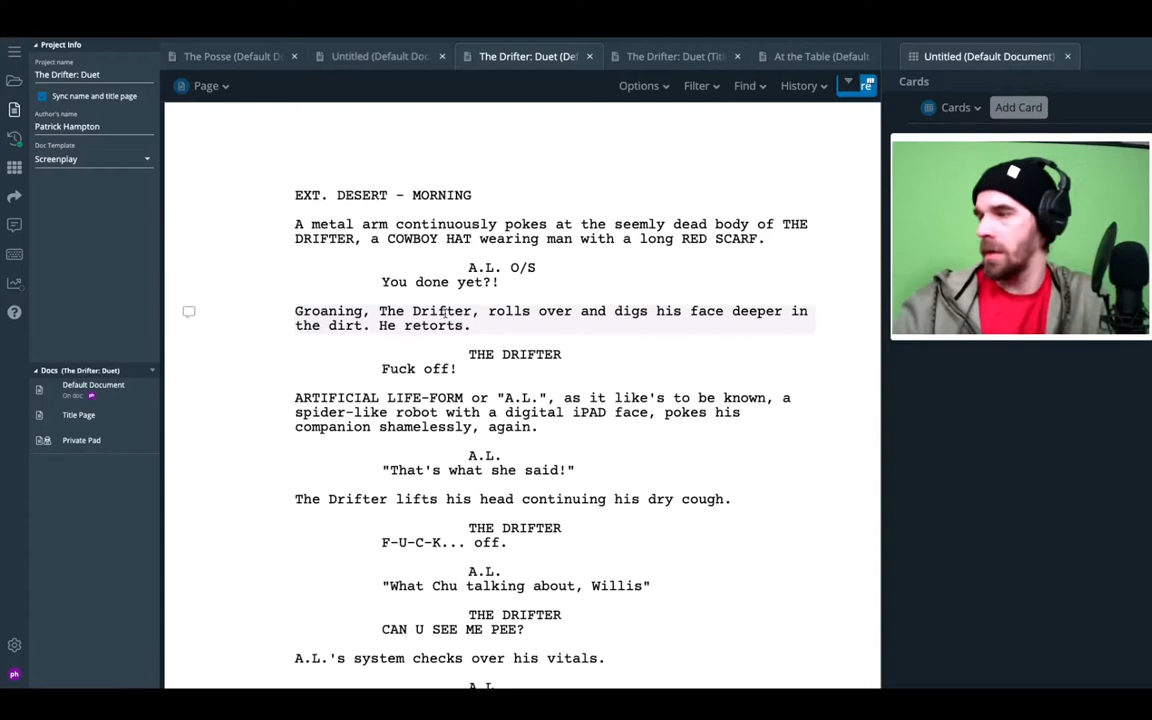 Project Info
Project name
The Drifter: Duet
Sync name and title page
Author's name
Patrick Hampton
Doc Template
Screenplay
Docs (The Drifter: Duet)
Default Document
On doc ph
Title Page
Private Pad
ph
The Posse (Default D
Untitled (Default Doc
The Drifter: Duet (Def
The Drifter: Duet (Titl
At the Table (Default
Page
Options
Filter
Find
History
re
EXT. DESERT - MORNING
A metal arm continuously pokes at the seemly dead body of THE
DRIFTER, a COWBOY HAT wearing man with a long RED SCARF.
A.L. O/S
You done yet?!
Groaning, The Drifter, rolls over and digs his face deeper in
the dirt. He retorts.
THE DRIFTER
Fuck off!
ARTIFICIAL LIFE-FORM or "A.L.", as it like's to be known, a
spider-like robot with a digital iPAD face, pokes his
companion shamelessly, again.
A.L.
"That's what she said!"
The Drifter lifts his head continuing his dry cough.
THE DRIFTER
F-U-C-K... off.
A.L.
"What Chu talking about, Willis"
THE DRIFTER
CAN U SEE ME PEE?
A.L.'s system checks over his vitals.
A.L.
Untitled (Default Document)
Cards
Cards
Add Card